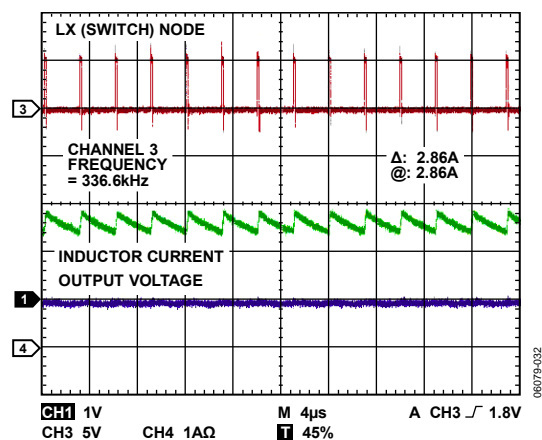 LX (SWITCH) NODE
3
CHANNEL 3
FREQUENCY
= 336.6kHz
Δ: 2.86A
@: 2.86A
INDUCTOR CURRENT
OUTPUT VOLTAGE
1
4
06079-032
CH1 1V M 4µs A CH3 1.8V
CH3 5V CH4 1AΩ T 45%